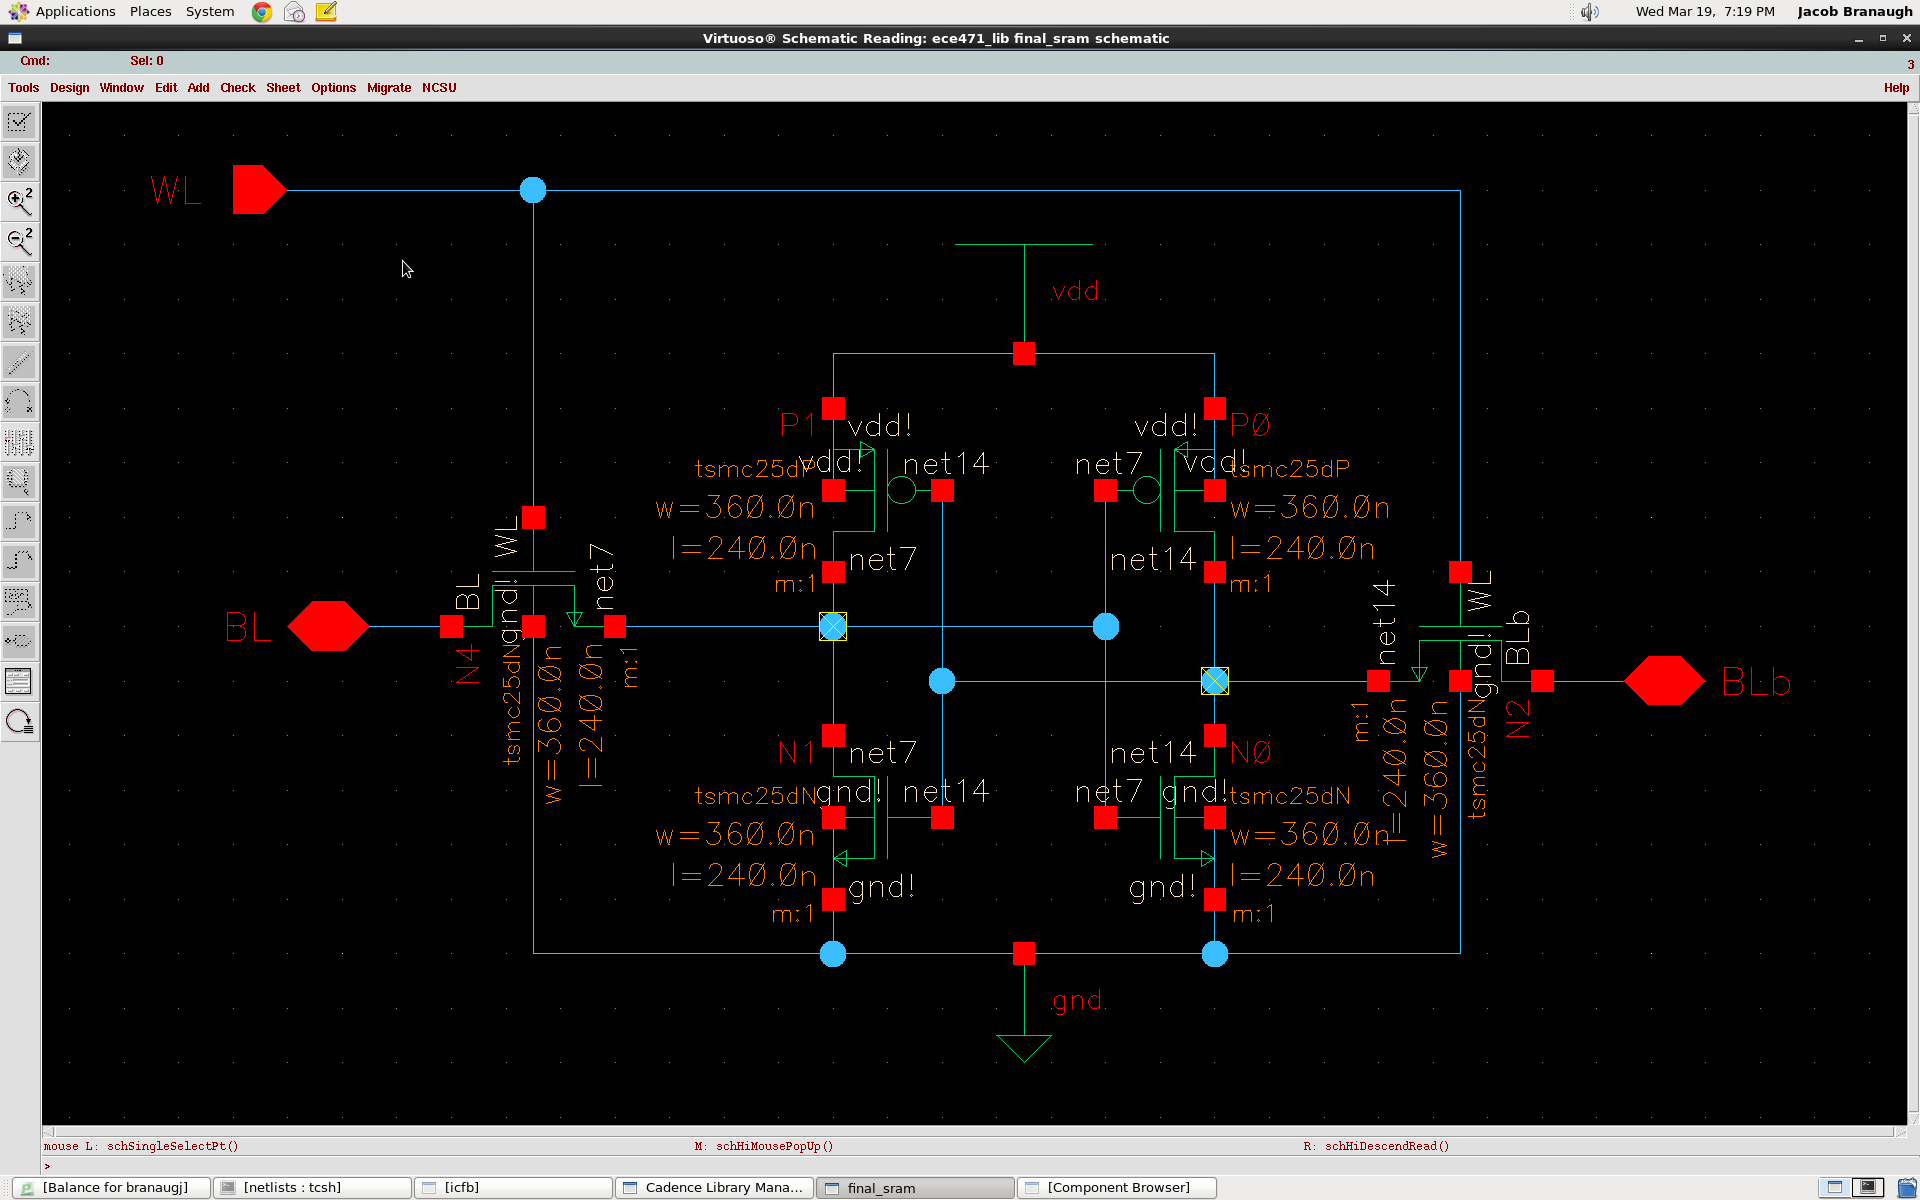 Applications Places System
Wed Mar 19, 7:19 PM Jacob Branaugh
Virtuoso® Schematic Reading: ece471_lib final_sram schematic
Cmd: Sel: 0
3
Tools Design Window Edit Add Check Sheet Options Migrate NCSU Help
2
2
WL
vdd
P1 vdd! vdd! P0
tsmc25dP vdd! net14 net7 vdd! tsmc25dP
w=360.0n w=360.0n
l=240.0n l=240.0n
net7 net14
m:1 m:1
WL
BL
gnd!
net7
BL
N4
tsmc25dN
w=360.0n
l=240.0n
m:1
net14
WL
gnd!
BLb
BLb
m:1
l=240.0n
w=360.0n
tsmc25dN
N2
N1 net7 net14 N0
tsmc25dN gnd! net14 net7 gnd! tsmc25dN
w=360.0n w=360.0n
l=240.0n l=240.0n
gnd! gnd!
m:1 m:1
gnd
mouse L: schSingleSelectPt() M: schHiMousePopUp() R: schHiDescendRead()
>
[Balance for branaugj] [netlists : tcsh] [icfb] Cadence Library Mana... final_sram [Component Browser]